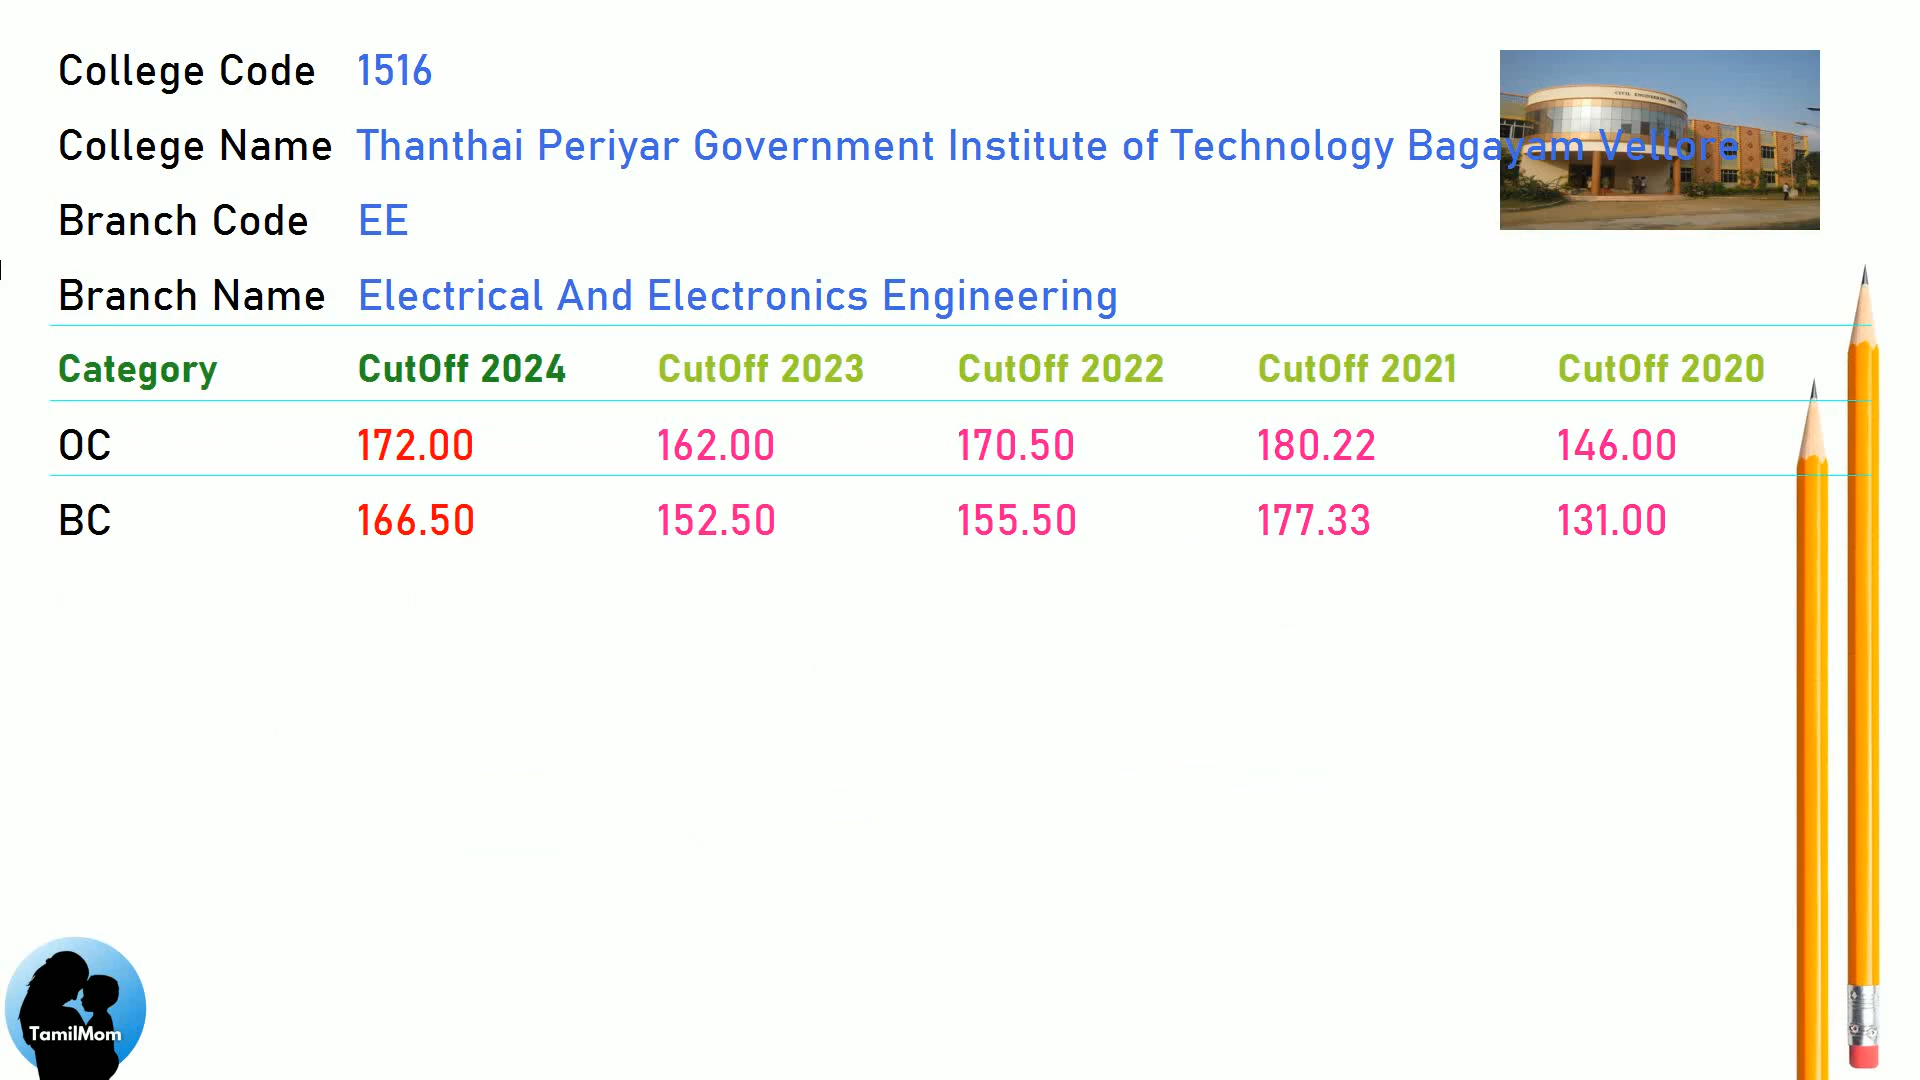 College Code 1516
College Name Thanthai Periyar Government Institute of Technology Bagayam Vellore
Branch Code EE
Branch Name Electrical And Electronics Engineering
Category CutOff 2024 CutOff 2023 CutOff 2022 CutOff 2021 CutOff 2020
OC 172.00 162.00 170.50 180.22 146.00
BC 166.50 152.50 155.50 177.33 131.00
TamilMom